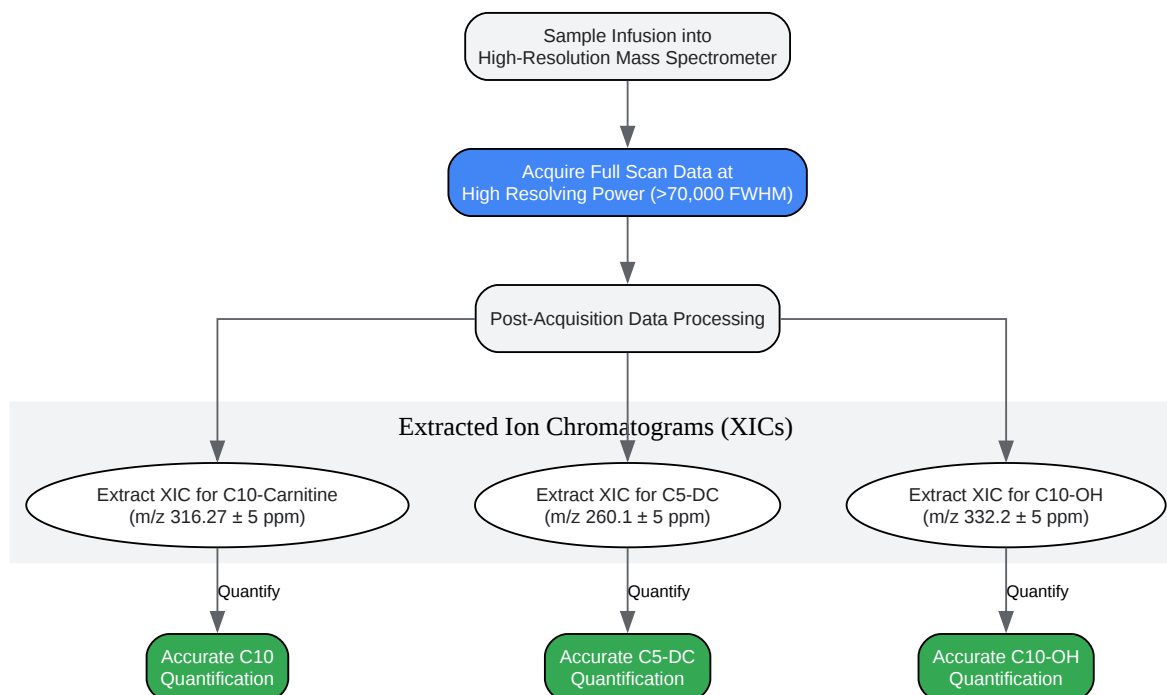 Sample Infusion into
High-Resolution Mass Spectrometer
Acquire Full Scan Data at
High Resolving Power (>70,000 FWHM)
Post-Acquisition Data Processing
Extracted Ion Chromatograms (XICs)
Extract XIC for C10-Carnitine
(m/z 316.27 ± 5 ppm)
Extract XIC for C5-DC
(m/z 260.1 ± 5 ppm)
Extract XIC for C10-OH
(m/z 332.2 ± 5 ppm)
Quantify
Quantify
Quantify
Accurate C10
Quantification
Accurate C5-DC
Quantification
Accurate C10-OH
Quantification